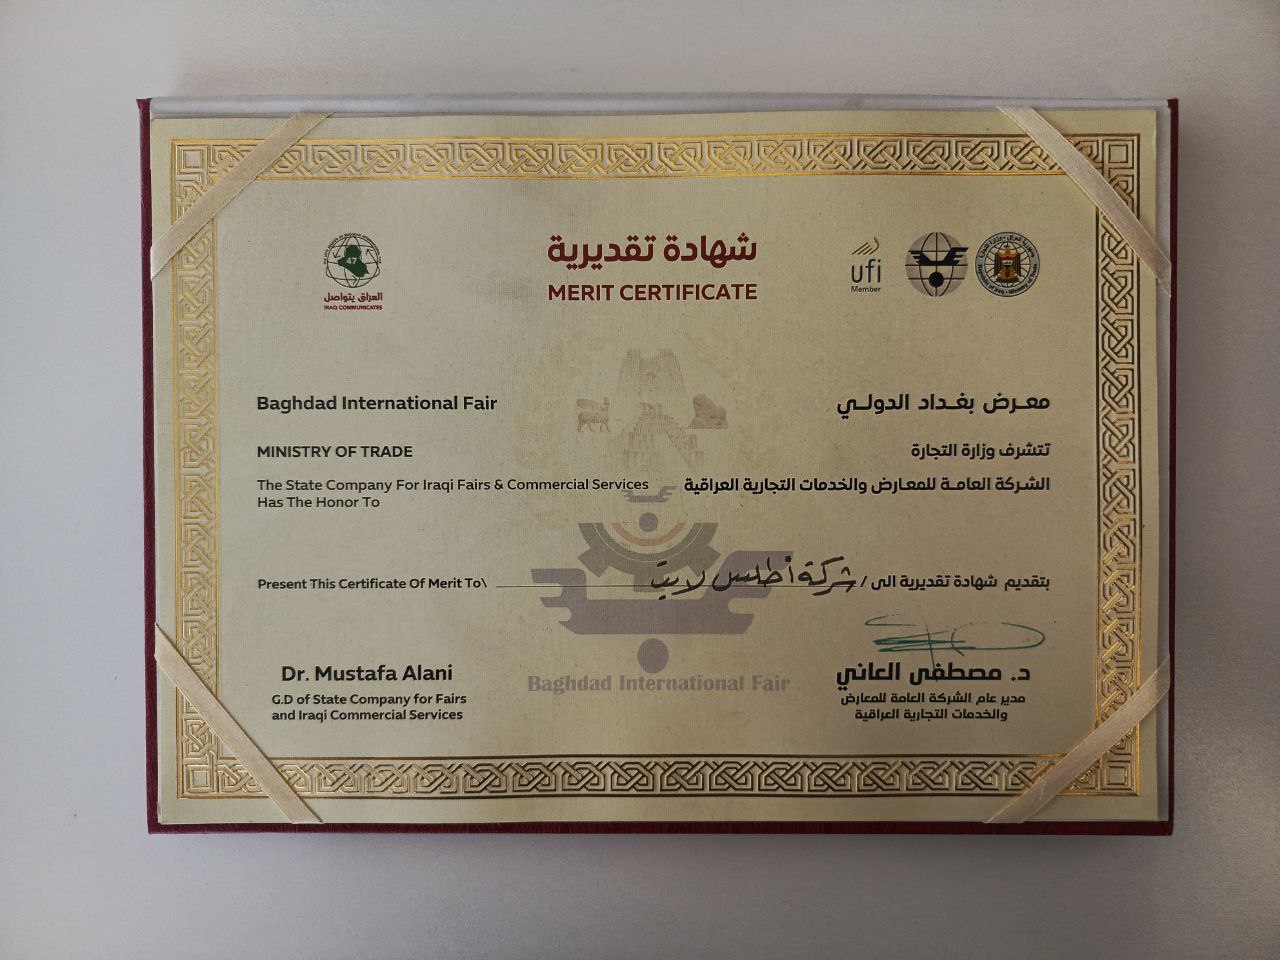 شهادة تقديرية
MERIT CERTIFICATE
47
العراق يتواصل
IRAQ COMMUNICATES
ufi
Member
Baghdad International Fair
معرض بغداد الدولي
MINISTRY OF TRADE
تتشرف وزارة التجارة
The State Company For Iraqi Fairs & Commercial Services
Has The Honor To
الشركة العامة للمعارض والخدمات التجارية العراقية
Present This Certificate Of Merit To\
بتقديم شهادة تقديرية الى / شركة أطلس لايت
Dr. Mustafa Alani
G.D of State Company for Fairs
and Iraqi Commercial Services
د. مصطفى العاني
مدير عام الشركة العامة للمعارض
والخدمات التجارية العراقية
Baghdad International Fair